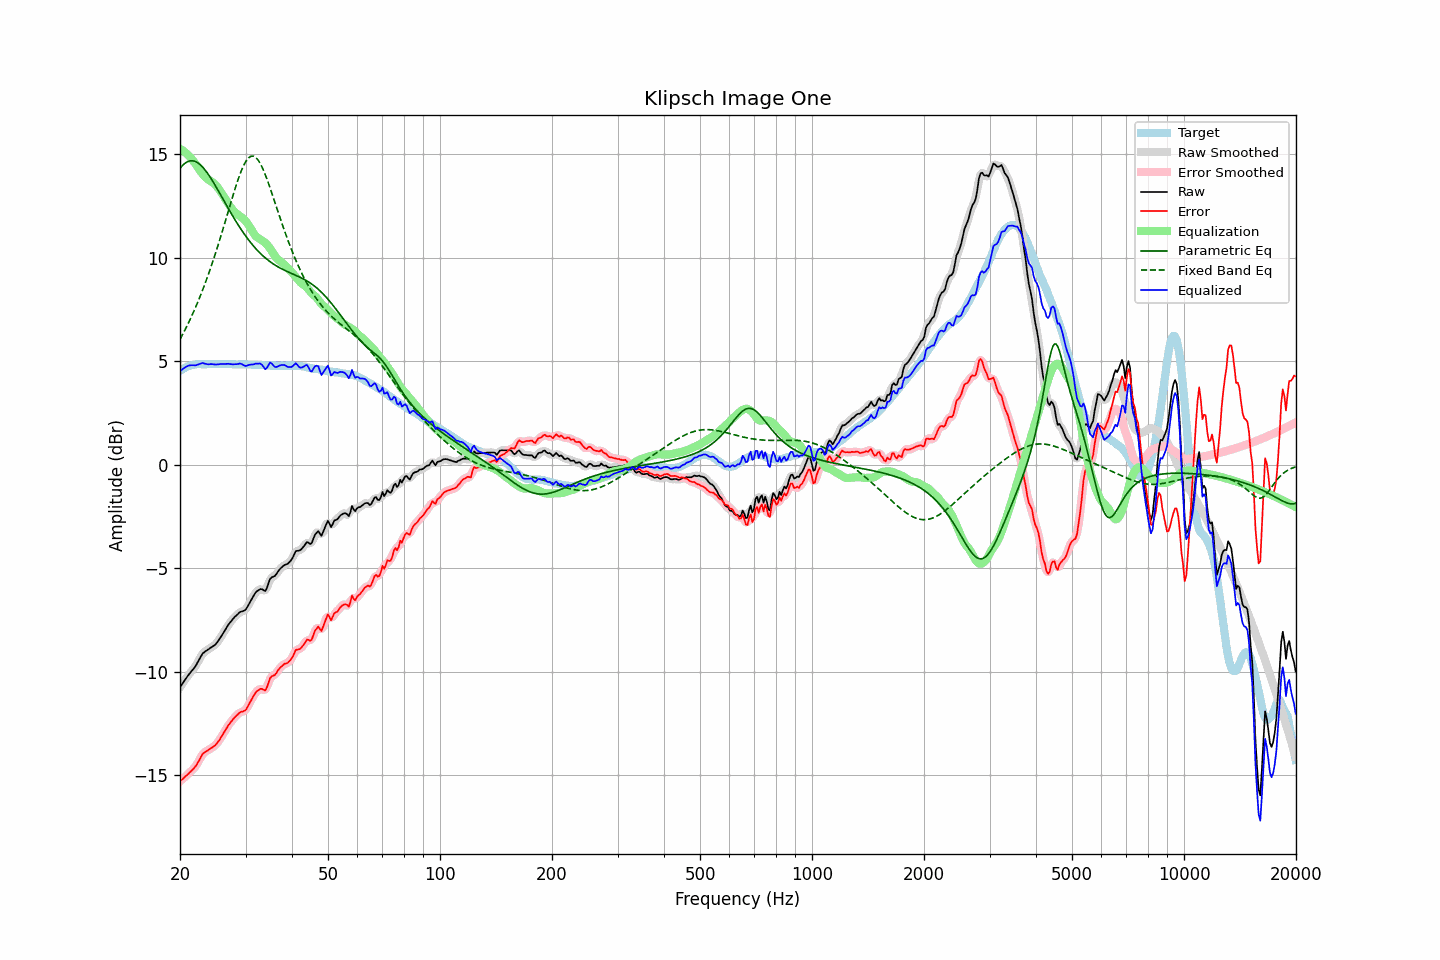 Klipsch Image One
Amplitude (dBr)
15
10
5
0
−5
−10
−15
Target
Raw Smoothed
Error Smoothed
Raw
Error
Equalization
Parametric Eq
Fixed Band Eq
Equalized
20 50 100 200 500 1000 2000 5000 10000 20000
Frequency (Hz)